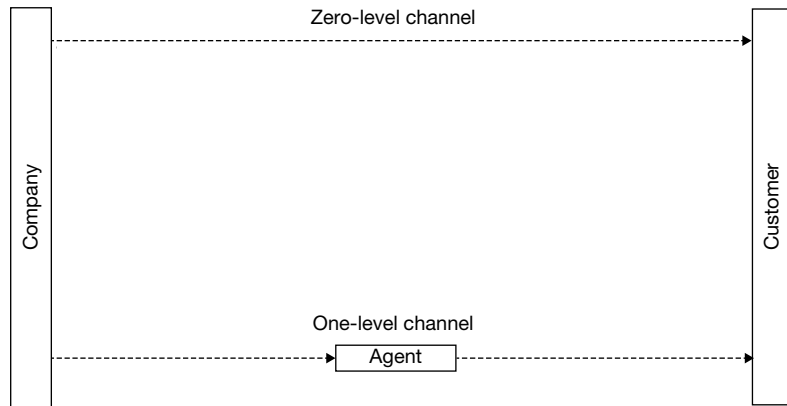 Zero-level channel
Company
Customer
One-level channel
Agent